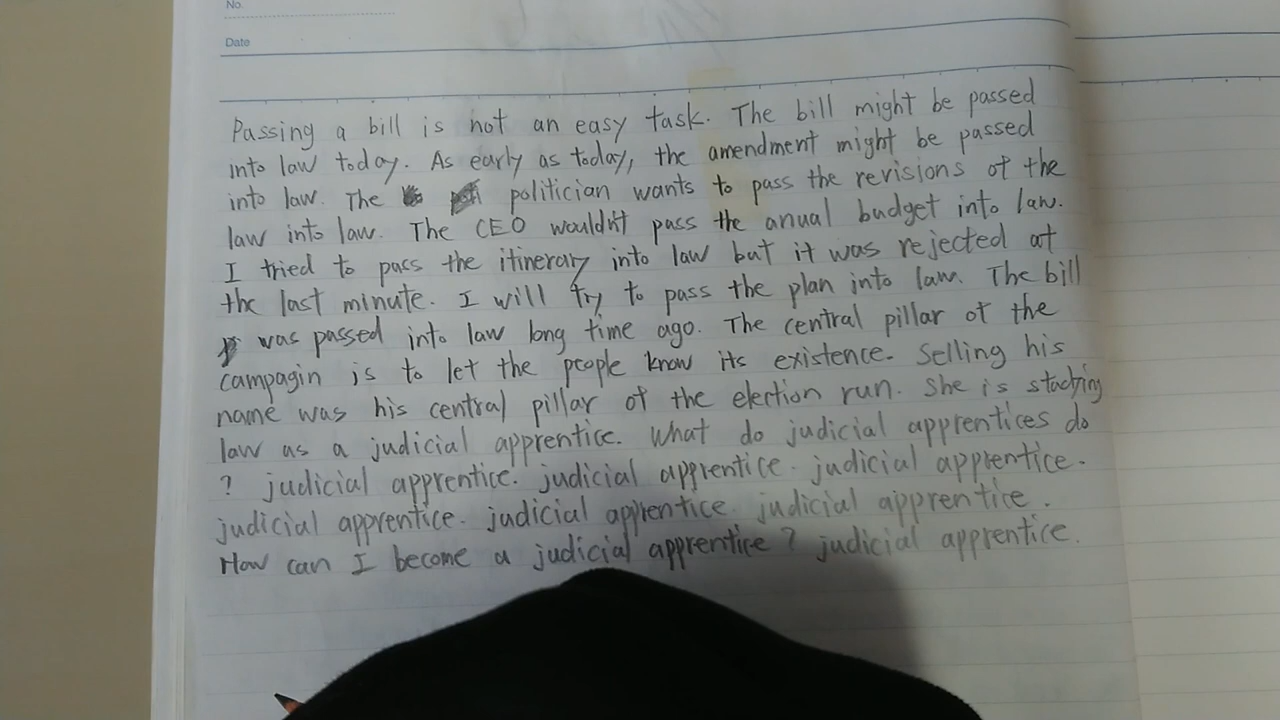 No.
Date
Passing a bill is not an easy task. The bill might be passed
into law today. As early as today, the amendment might be passed
into law. The politician wants to pass the revisions of the
law into law. The CEO wouldn't pass the anual budget into law.
I tried to pass the itinerary into law but it was rejected at
the last minute. I will try to pass the plan into law. The bill
was passed into law long time ago. The central pillar of the
campagin is to let the people know its existence. Selling his
name was his central pillar of the election run. She is studying
law as a judicial apprentice. What do judicial apprentices do
? judicial apprentice. judicial apprentice. judicial apprentice.
judicial apprentice. judicial apprentice. judicial apprentice.
How can I become a judicial apprentice? judicial apprentice.